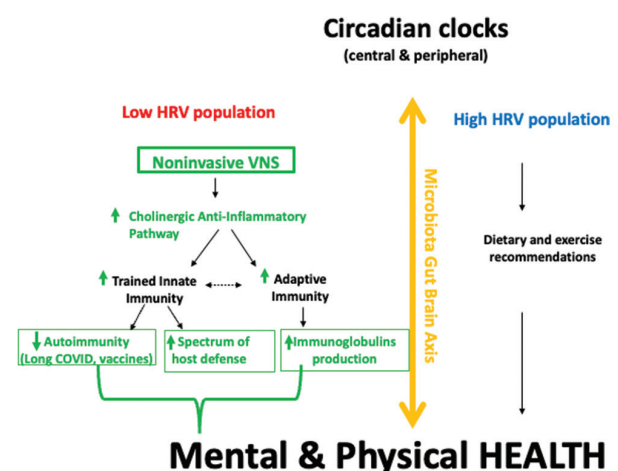 Circadian clocks
(central & peripheral)
Low HRV population
High HRV population
Noninvasive VNS
Cholinergic Anti-Inflammatory
Pathway
Microbiota Gut Brain Axis
Dietary and exercise
recommendations
Trained Innate
Immunity
Adaptive
Immunity
Autoimmunity
(Long COVID, vaccines)
Spectrum of
host defense
Immunoglobulins
production
Mental & Physical HEALTH